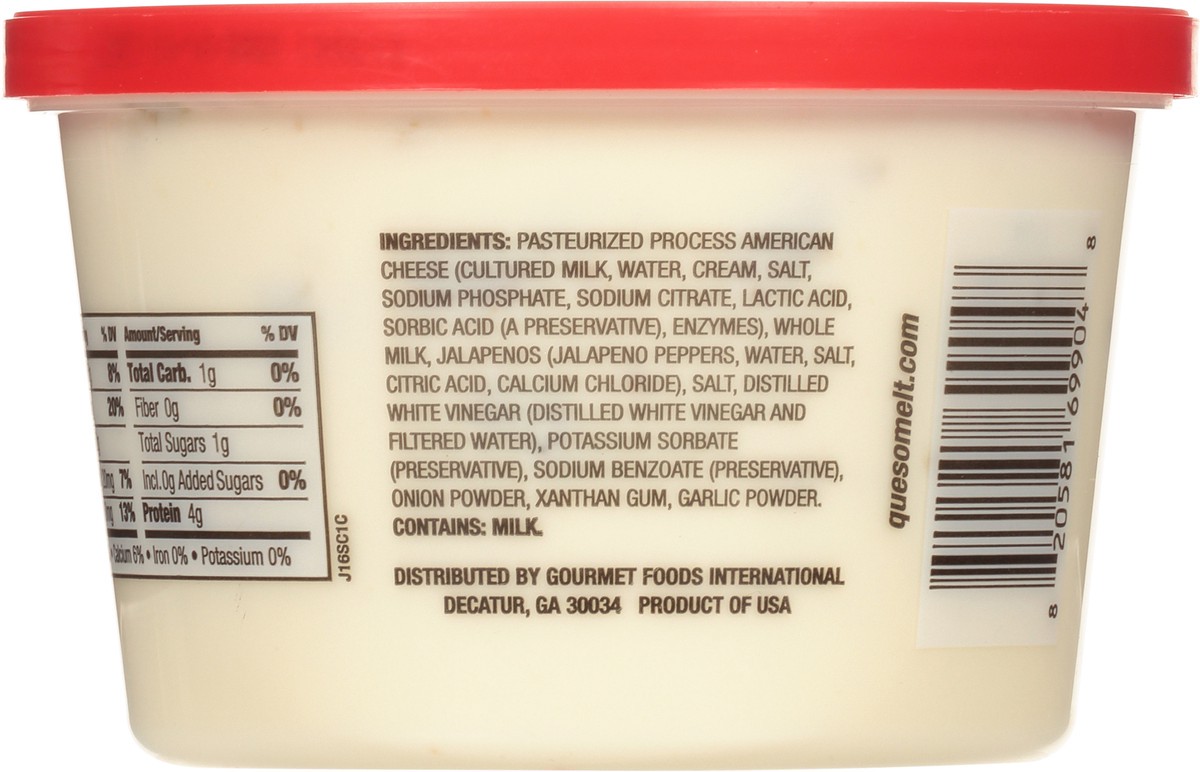 % DV Amount/Serving % DV
8% Total Carb. 1g 0%
20% Fiber 0g 0%
Total Sugars 1g
7% Incl. 0g Added Sugars 0%
13% Protein 4g
• Calcium 6% • Iron 0% • Potassium 0%
J16SC1C
INGREDIENTS: PASTEURIZED PROCESS AMERICAN
CHEESE (CULTURED MILK, WATER, CREAM, SALT,
SODIUM PHOSPHATE, SODIUM CITRATE, LACTIC ACID,
SORBIC ACID (A PRESERVATIVE), ENZYMES), WHOLE
MILK, JALAPENOS (JALAPENO PEPPERS, WATER, SALT,
CITRIC ACID, CALCIUM CHLORIDE), SALT, DISTILLED
WHITE VINEGAR (DISTILLED WHITE VINEGAR AND
FILTERED WATER), POTASSIUM SORBATE
(PRESERVATIVE), SODIUM BENZOATE (PRESERVATIVE),
ONION POWDER, XANTHAN GUM, GARLIC POWDER.
CONTAINS: MILK.
DISTRIBUTED BY GOURMET FOODS INTERNATIONAL
DECATUR, GA 30034 PRODUCT OF USA
quesomelt.com
8 20581 69904 8